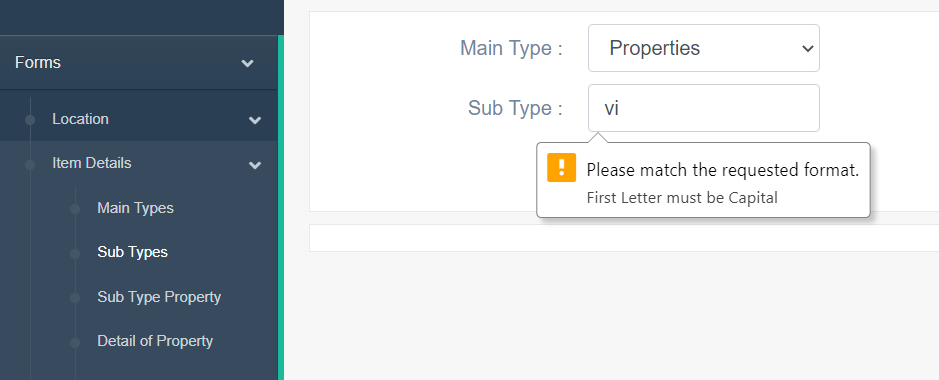 Forms
Location
Item Details
Main Types
Sub Types
Sub Type Property
Detail of Property
Main Type : Properties
Sub Type : vi
Please match the requested format.
First Letter must be Capital